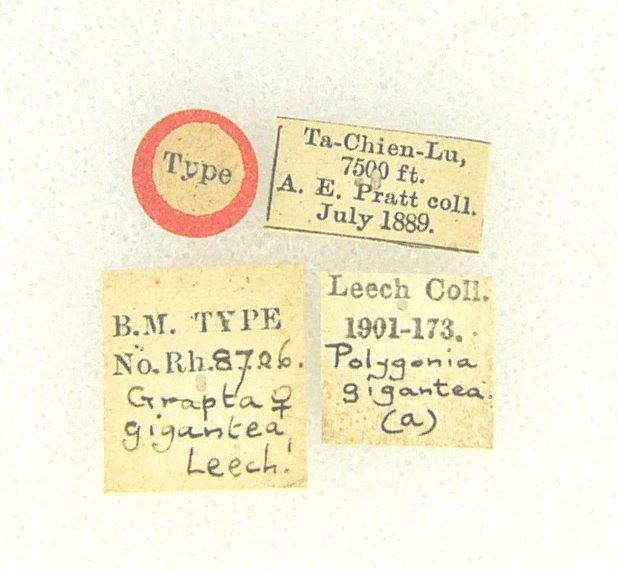 Type
Ta-Chien-Lu,
7500 ft.
A. E. Pratt coll.
July 1889.
B.M. TYPE
No. Rh. 8726.
Grapta ♀
gigantea
Leech.
Leech Coll.
1901-173.
Polygonia
gigantea.
(a)